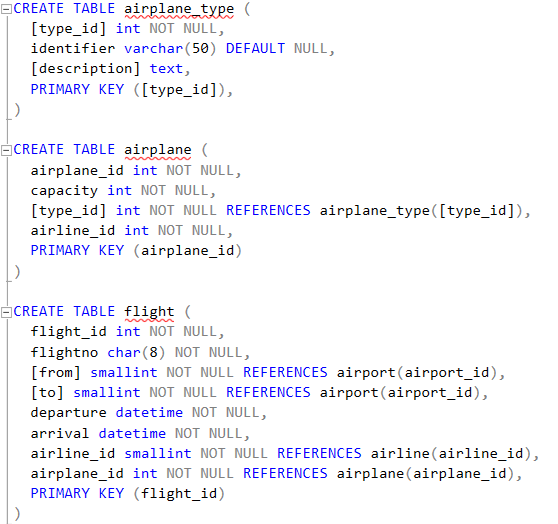 CREATE TABLE airplane_type (
[type_id] int NOT NULL,
identifier varchar(50) DEFAULT NULL,
[description] text,
PRIMARY KEY ([type_id]),
)
CREATE TABLE airplane (
airplane_id int NOT NULL,
capacity int NOT NULL,
[type_id] int NOT NULL REFERENCES airplane_type([type_id]),
airline_id int NOT NULL,
PRIMARY KEY (airplane_id)
)
CREATE TABLE flight (
flight_id int NOT NULL,
flightno char(8) NOT NULL,
[from] smallint NOT NULL REFERENCES airport(airport_id),
[to] smallint NOT NULL REFERENCES airport(airport_id),
departure datetime NOT NULL,
arrival datetime NOT NULL,
airline_id smallint NOT NULL REFERENCES airline(airline_id),
airplane_id int NOT NULL REFERENCES airplane(airplane_id),
PRIMARY KEY (flight_id)
)